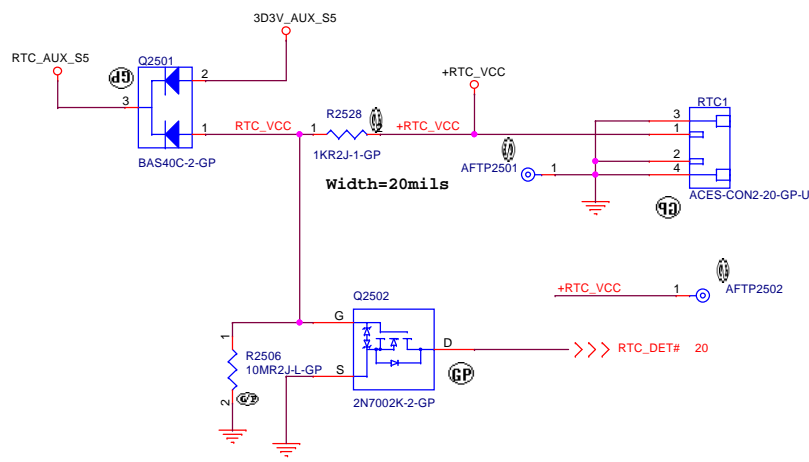 3D3V_AUX_S5
RTC_AUX_S5
Q2501
GP
2
3
1
BAS40C-2-GP
RTC_VCC
1
R2528
2
G/P
1KR2J-1-GP
+RTC_VCC
+RTC_VCC
Width=20mils
RTC1
3
1
2
4
ACES-CON2-20-GP-U
GP
G/P
AFTP2501
1
+RTC_VCC
1
G/P
AFTP2502
Q2502
G
S
D
GP
2N7002K-2-GP
1
R2506
10MR2J-L-GP
2
G/P
RTC_DET# 20